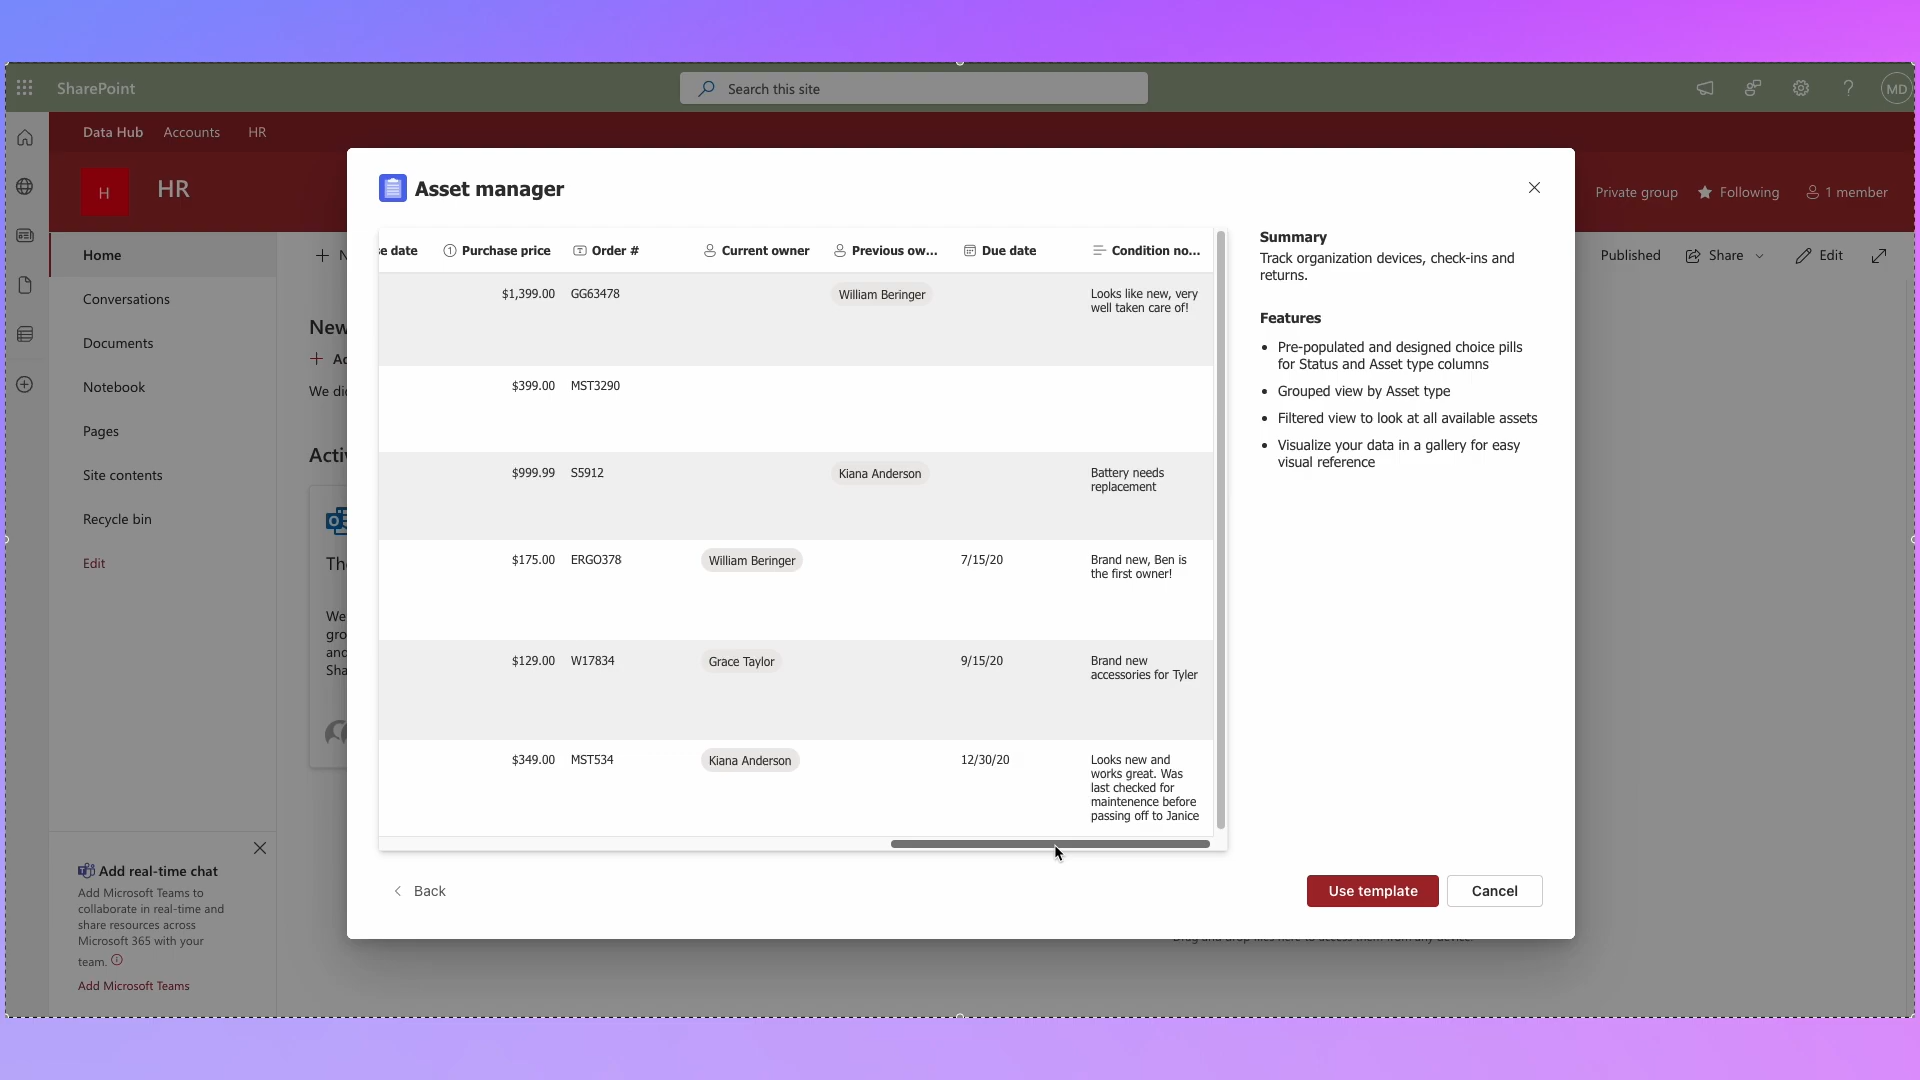 SharePoint
Search this site
MD
Data Hub Accounts HR
H HR
Private group Following 1 member
Home
Conversations
Documents
Notebook
Pages
Site contents
Recycle bin
Edit
Published Share Edit
New
We did
Asset manager
e date Purchase price Order # Current owner Previous ow... Due date Condition no...
$1,399.00 GG63478 William Beringer Looks like new, very
well taken care of!
$399.00 MST3290
$999.99 S5912 Kiana Anderson Battery needs
replacement
$175.00 ERGO378 William Beringer 7/15/20 Brand new, Ben is
the first owner!
$129.00 W17834 Grace Taylor 9/15/20 Brand new
accessories for Tyler
$349.00 MST534 Kiana Anderson 12/30/20 Looks new and
works great. Was
last checked for
maintenence before
passing off to Janice
Summary
Track organization devices, check-ins and
returns.
Features
Pre-populated and designed choice pills
for Status and Asset type columns
Grouped view by Asset type
Filtered view to look at all available assets
Visualize your data in a gallery for easy
visual reference
Back
Use template Cancel
Add real-time chat
Add Microsoft Teams to
collaborate in real-time and
share resources across
Microsoft 365 with your
team.
Add Microsoft Teams